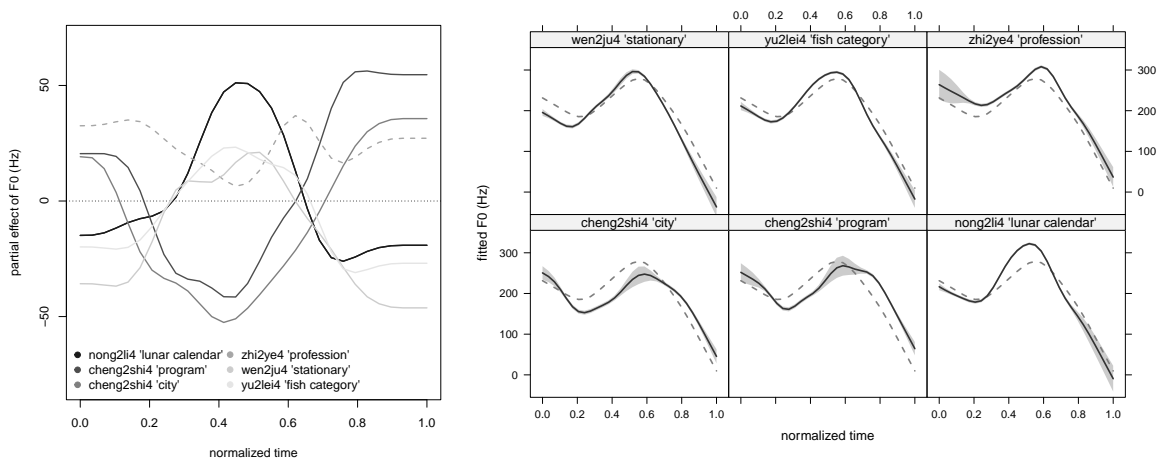 partial effect of F0 (Hz)
50
0
−50
nong2li4 'lunar calendar'
cheng2shi4 'program'
cheng2shi4 'city'
zhi2ye4 'profession'
wen2ju4 'stationary'
yu2lei4 'fish category'
0.0 0.2 0.4 0.6 0.8 1.0
normalized time
0.0 0.2 0.4 0.6 0.8 1.0
wen2ju4 'stationary'
yu2lei4 'fish category'
zhi2ye4 'profession'
300
200
100
0
fitted F0 (Hz)
cheng2shi4 'city'
cheng2shi4 'program'
nong2li4 'lunar calendar'
300
200
100
0
0.0 0.2 0.4 0.6 0.8 1.0
0.0 0.2 0.4 0.6 0.8 1.0
normalized time